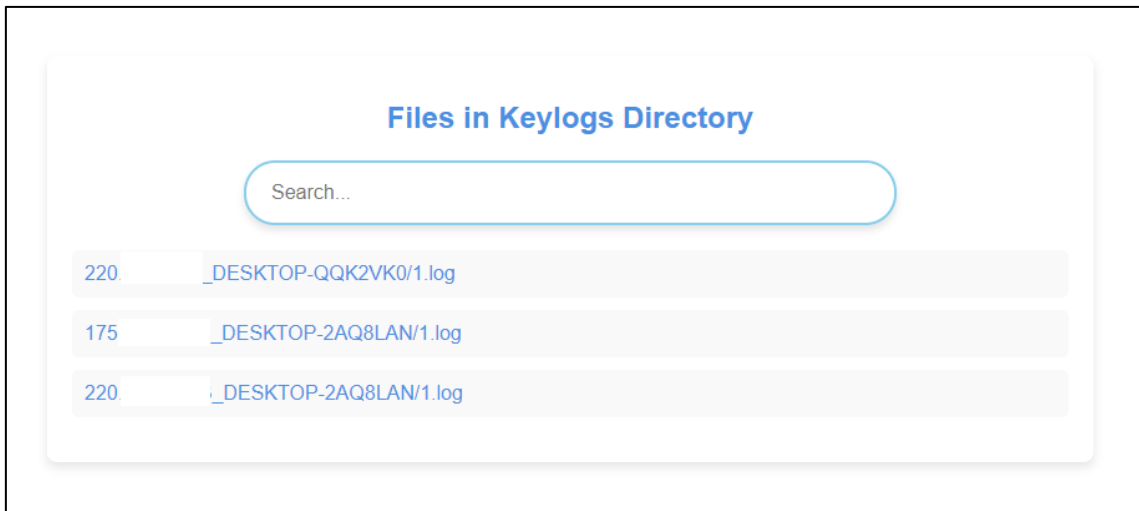 Files in Keylogs Directory
Search...
220. _DESKTOP-QQK2VK0/1.log
175 _DESKTOP-2AQ8LAN/1.log
220. _DESKTOP-2AQ8LAN/1.log